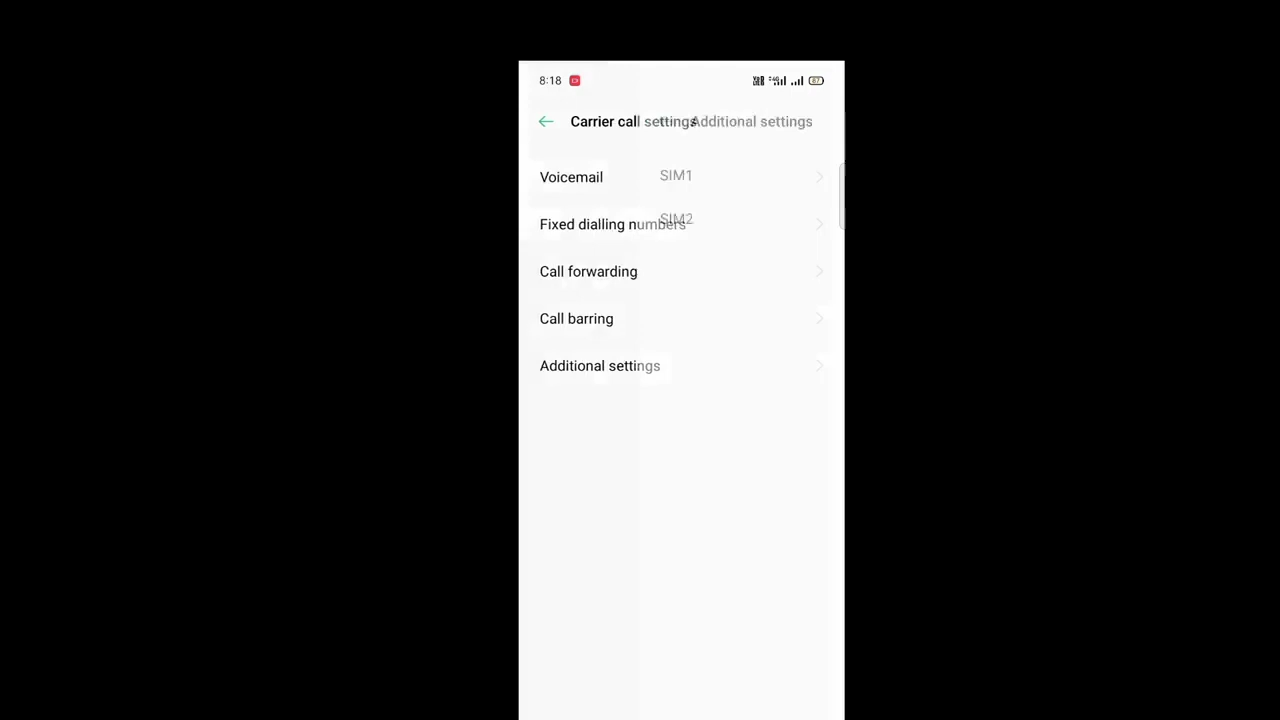 8:18 87
Carrier call settings Additional settings
Voicemail SIM1
Fixed dialling numbers SIM2
Call forwarding
Call barring
Additional settings